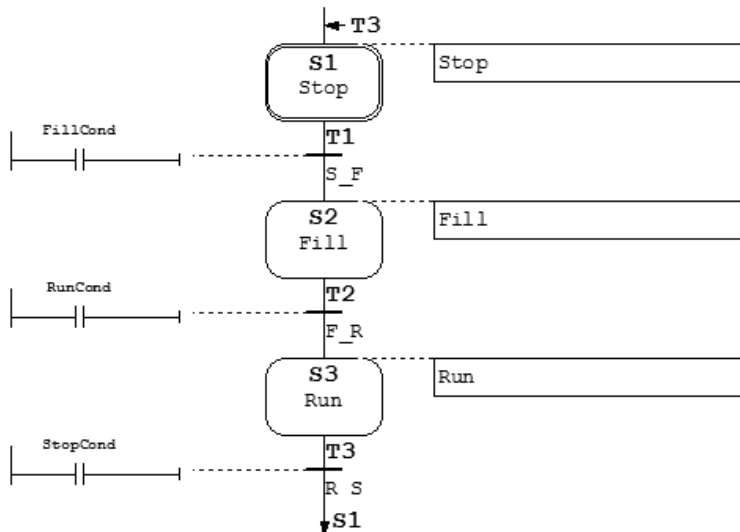 T3
S1
Stop
Stop
FillCond
T1
S_F
S2
Fill
Fill
RunCond
T2
F_R
S3
Run
Run
StopCond
T3
R S
S1